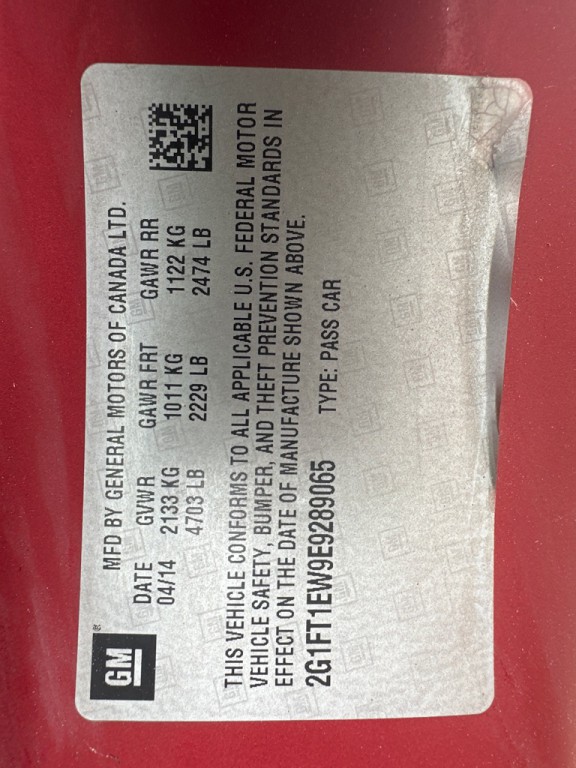 GM
MFD BY GENERAL MOTORS OF CANADA LTD.
DATE GVWR GAWR FRT GAWR RR
04/14 2133 KG 1011 KG 1122 KG
4703 LB 2229 LB 2474 LB
THIS VEHICLE CONFORMS TO ALL APPLICABLE U.S. FEDERAL MOTOR
VEHICLE SAFETY, BUMPER, AND THEFT PREVENTION STANDARDS IN
EFFECT ON THE DATE OF MANUFACTURE SHOWN ABOVE.
2G1FT1EW9E9289065 TYPE: PASS CAR